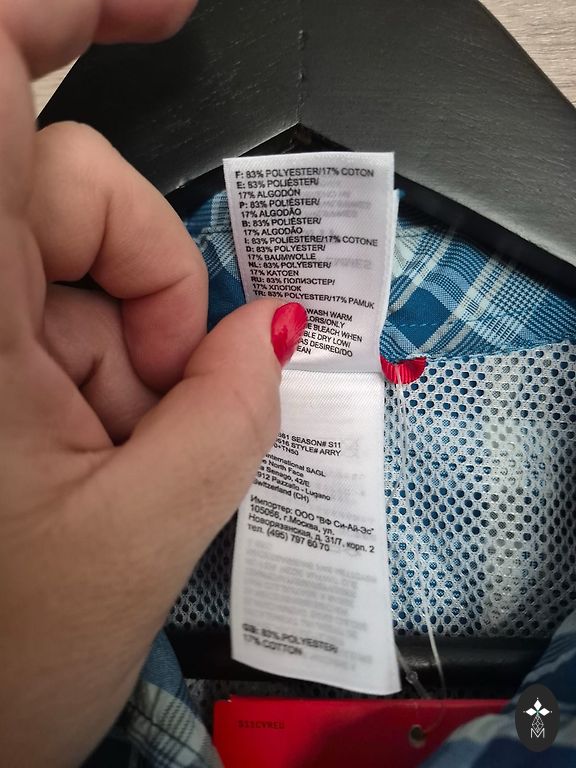 F: 83% POLYESTER/17% COTON
E: 83% POLIÉSTER/
17% ALGODÓN
P: 83% POLIÉSTER/
17% ALGODÃO
B: 83% POLIÉSTER/
17% ALGODÃO
I: 83% POLIESTERE/17% COTONE
D: 83% POLYESTER/
17% BAUMWOLLE
NL: 83% POLYESTER/
17% KATOEN
RU: 83% ПОЛИЭСТЕР/
17% ХЛОПОК
TR: 83% POLYESTER/17% PAMUK
WASH WARM
/ONLY
BLEACH WHEN
DRY LOW/
AS DESIRED/DO
SEASON# S11
STYLE# ARRY
+TN50
International SAGL
North Face
Senago, 42/E
Pazzallo - Lugano
Switzerland (CH)
Импортер: ООО "ВФ Си-Ай-Эс"
105066, г.Москва, ул.
Новорязанская, д. 31/7, корп. 2
тел. (495) 797 60 70
GB: 83% POLYESTER/
17% COTTON